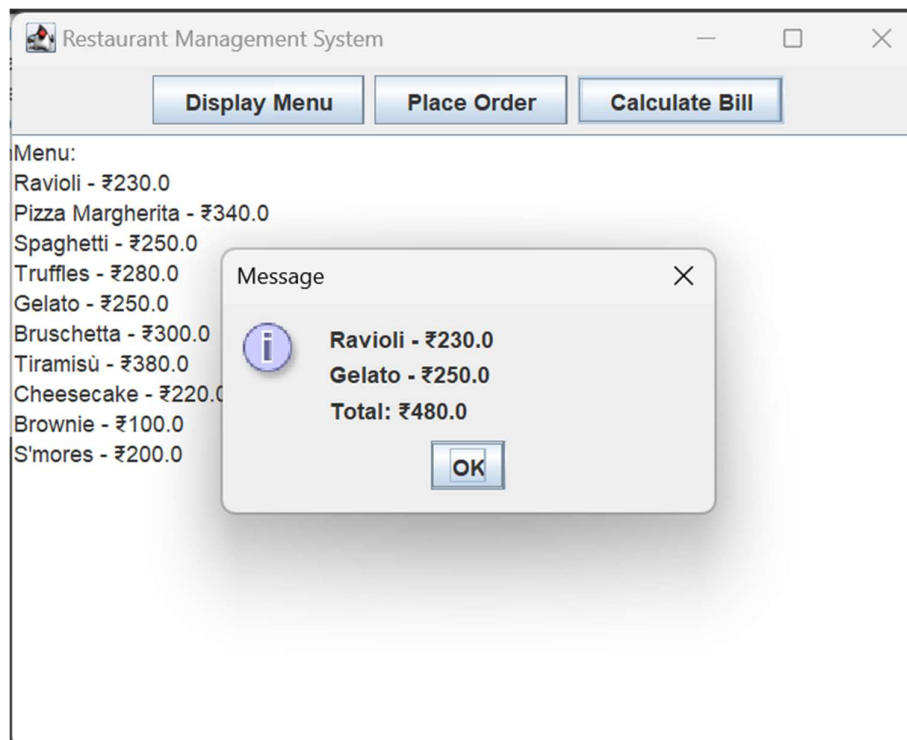 Restaurant Management System
Display Menu Place Order Calculate Bill
Menu:
Ravioli - ₹230.0
Pizza Margherita - ₹340.0
Spaghetti - ₹250.0
Truffles - ₹280.0
Gelato - ₹250.0
Bruschetta - ₹300.0
Tiramisù - ₹380.0
Cheesecake - ₹220.0
Brownie - ₹100.0
S'mores - ₹200.0
Message
Ravioli - ₹230.0
Gelato - ₹250.0
Total: ₹480.0
OK